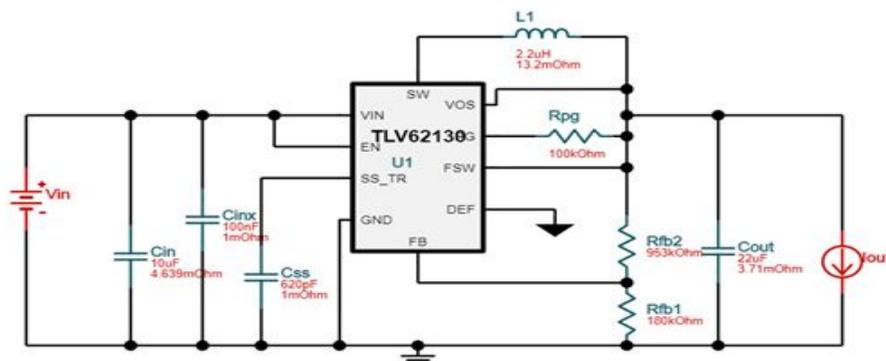 L1
2.2uH
13.2mOhm
SW
VOS
VIN
TLV62130
Rpg
100kOhm
EN
U1
FSW
SS_TR
DEF
GND
FB
Vin
Cinx
100nF
1mOhm
Cin
10uF
4.639mOhm
Css
620pF
1mOhm
Rfb2
953kOhm
Cout
22uF
3.71mOhm
Rfb1
180kOhm